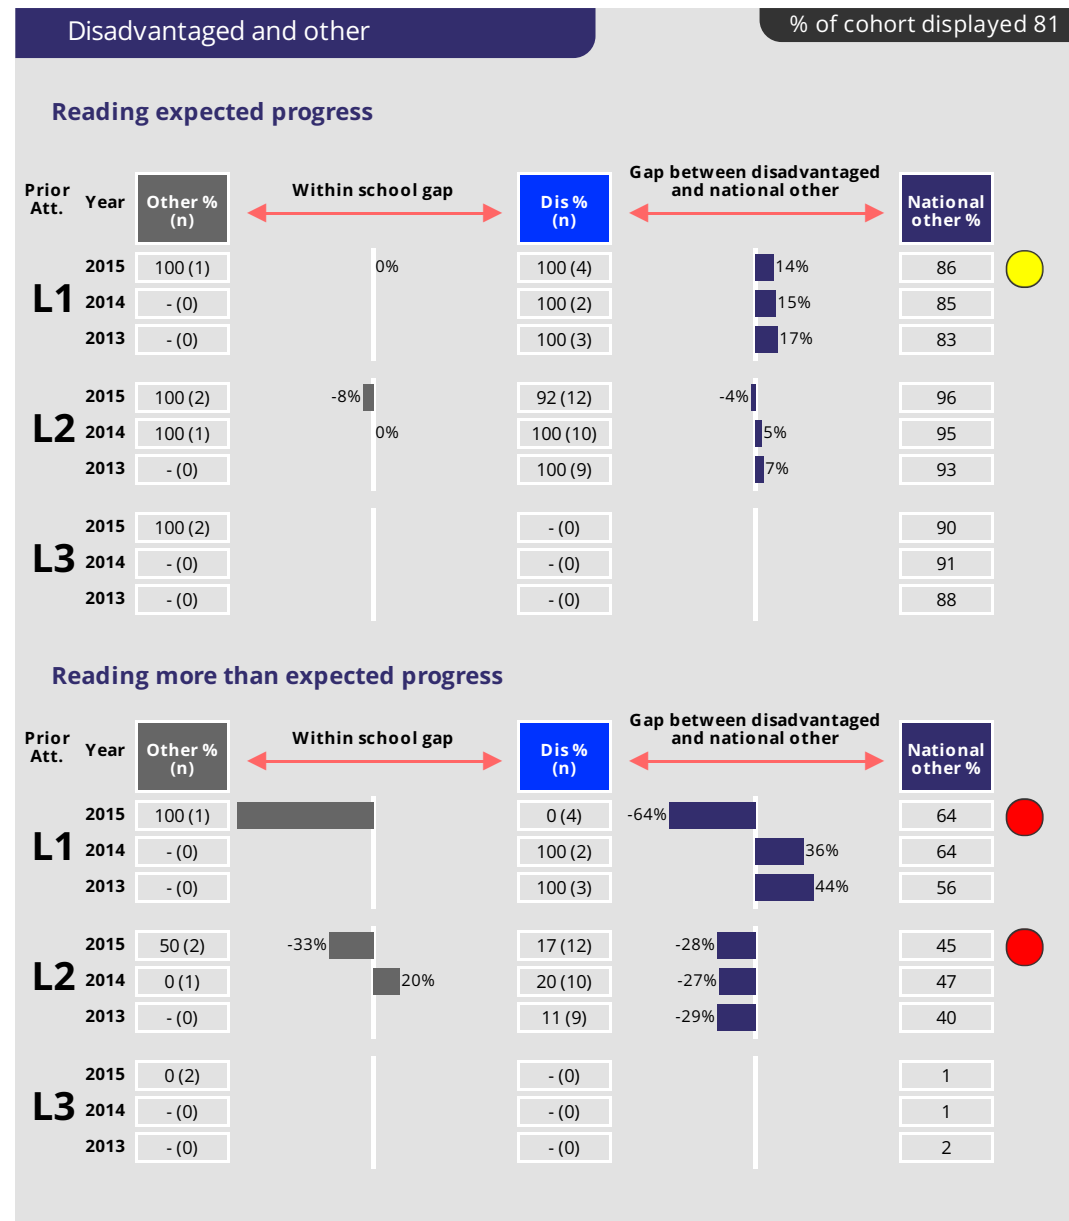 Disadvantaged and other
% of cohort displayed 81
Reading expected progress
Prior Att.
Year
Other % (n)
Within school gap
Dis % (n)
Gap between disadvantaged and national other
National other %
L1
2015 100 (1) 0% 100 (4) 14% 86
2014 - (0) 100 (2) 15% 85
2013 - (0) 100 (3) 17% 83
L2
2015 100 (2) -8% 92 (12) -4% 96
2014 100 (1) 0% 100 (10) 5% 95
2013 - (0) 100 (9) 7% 93
L3
2015 100 (2) - (0) 90
2014 - (0) - (0) 91
2013 - (0) - (0) 88
Reading more than expected progress
Prior Att.
Year
Other % (n)
Within school gap
Dis % (n)
Gap between disadvantaged and national other
National other %
L1
2015 100 (1) 0 (4) -64% 64
2014 - (0) 100 (2) 36% 64
2013 - (0) 100 (3) 44% 56
L2
2015 50 (2) -33% 17 (12) -28% 45
2014 0 (1) 20% 20 (10) -27% 47
2013 - (0) 11 (9) -29% 40
L3
2015 0 (2) - (0) 1
2014 - (0) - (0) 1
2013 - (0) - (0) 2